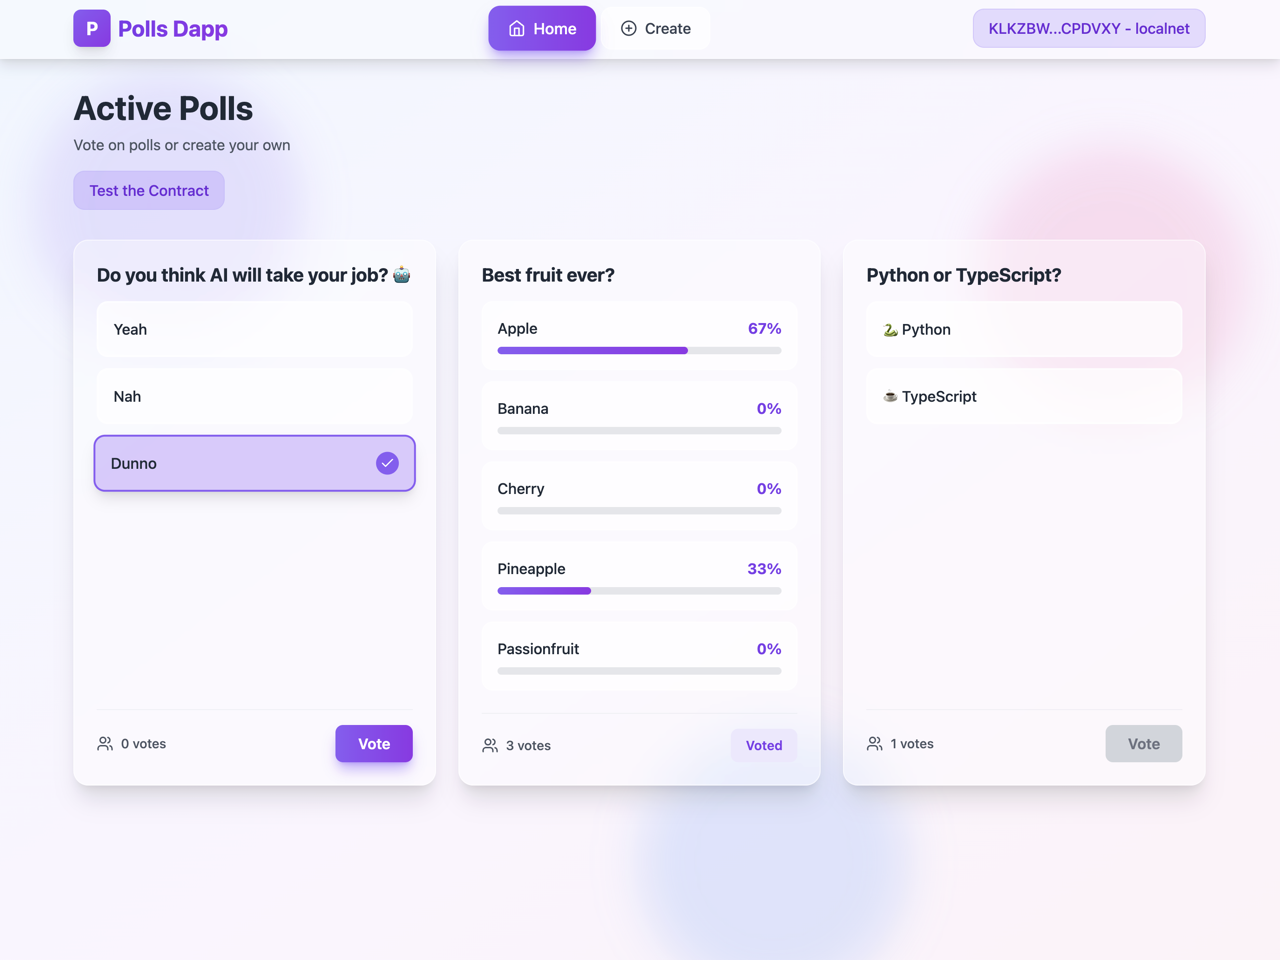 P Polls Dapp
Home
Create
KLKZBW...CPDVXY - localnet
Active Polls
Vote on polls or create your own
Test the Contract
Do you think AI will take your job? 🤖
Yeah
Nah
Dunno
0 votes
Vote
Best fruit ever?
Apple 67%
Banana 0%
Cherry 0%
Pineapple 33%
Passionfruit 0%
3 votes
Voted
Python or TypeScript?
🐍 Python
☕ TypeScript
1 votes
Vote